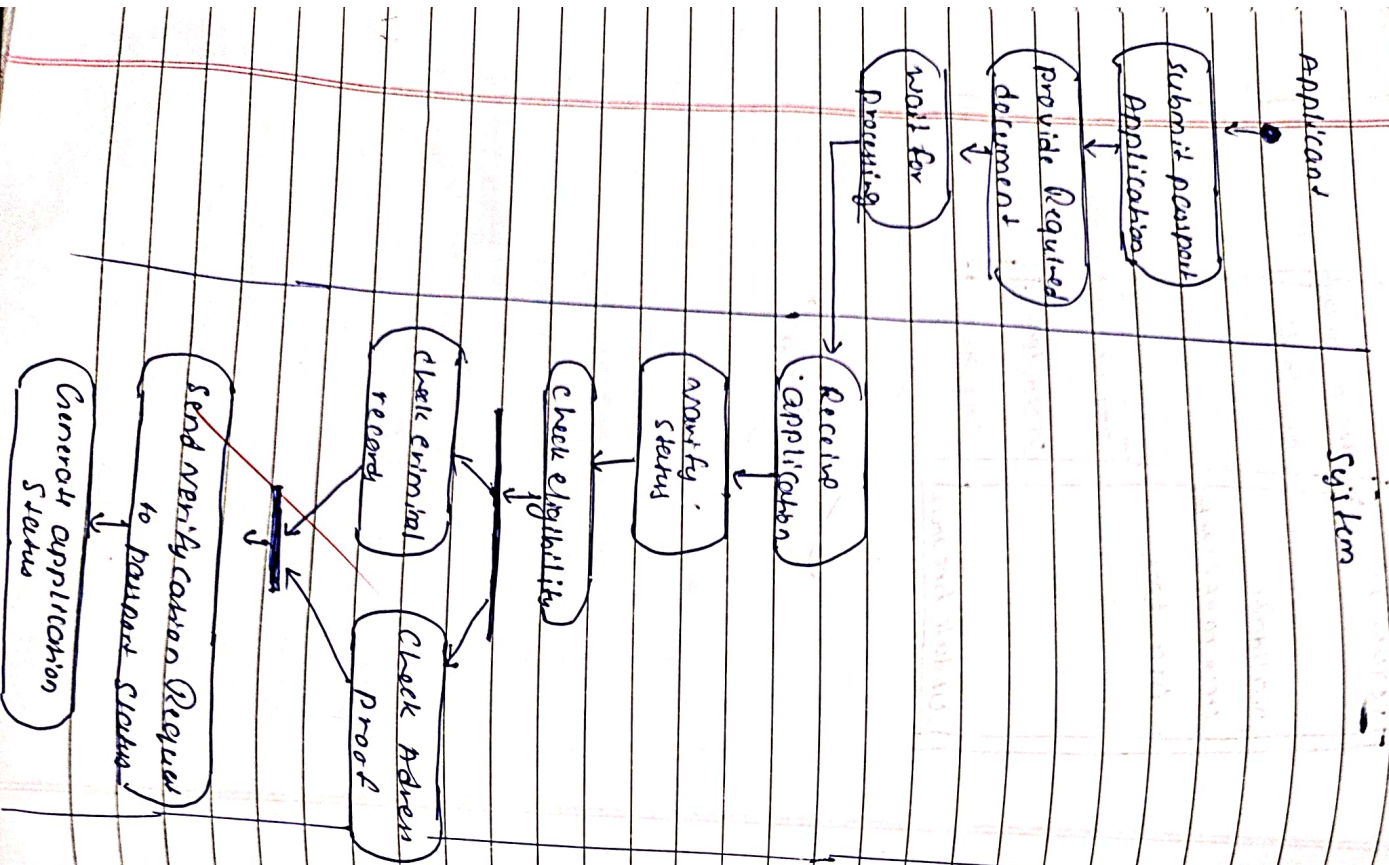 Applicant
System
submit passport
Application
provide Required
document
wait for
processing
Receive
application
varify
status
check eligibility
check criminal
record
Check Adress
proof
Send verification Request
to passport status.
Generate application
Status